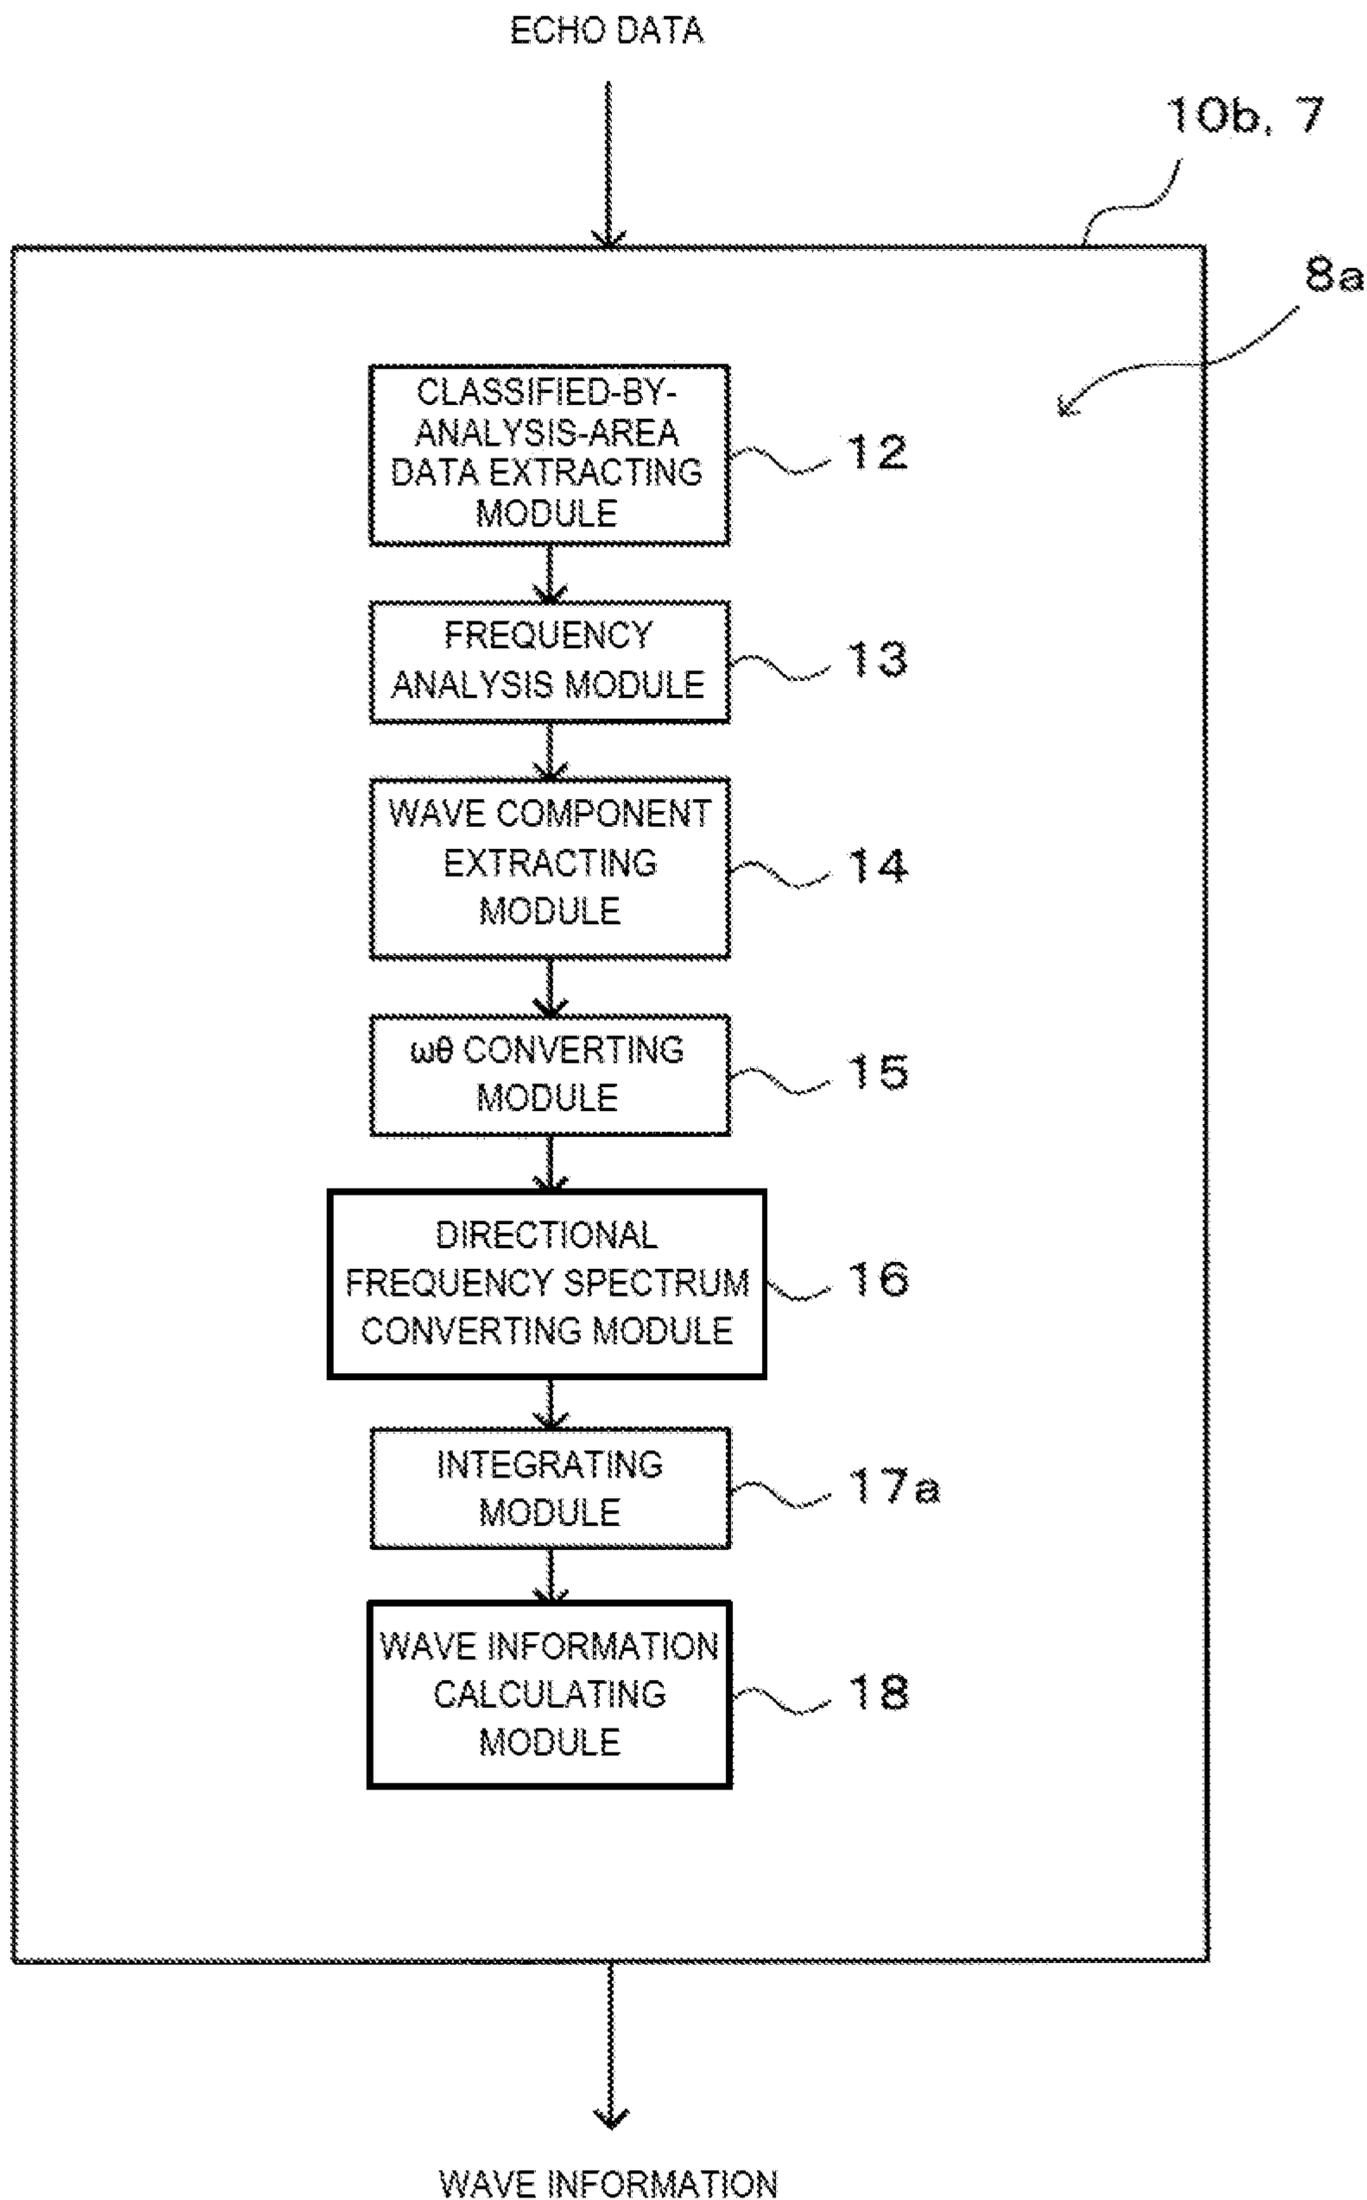 ECHO DATA
10b, 7
8a
CLASSIFIED-BY-
ANALYSIS-AREA
DATA EXTRACTING
MODULE
12
FREQUENCY
ANALYSIS MODULE
13
WAVE COMPONENT
EXTRACTING
MODULE
14
ωθ CONVERTING
MODULE
15
DIRECTIONAL
FREQUENCY SPECTRUM
CONVERTING MODULE
16
INTEGRATING
MODULE
17a
WAVE INFORMATION
CALCULATING
MODULE
18
WAVE INFORMATION